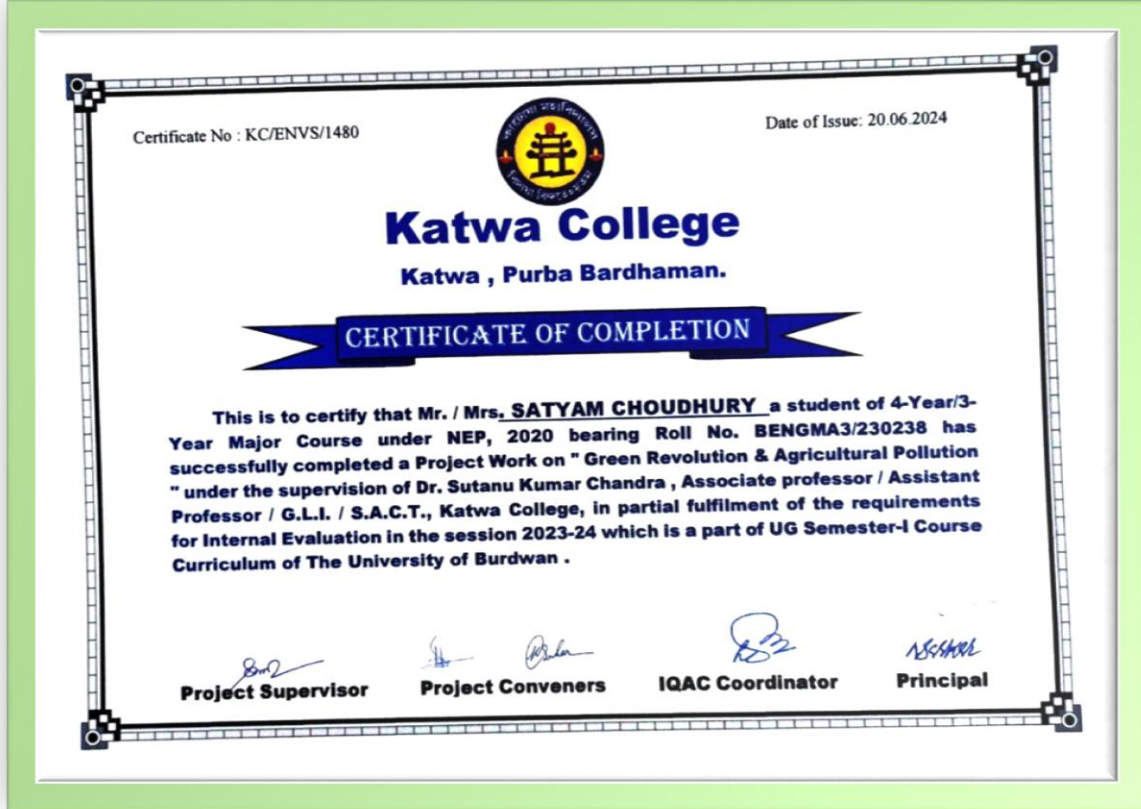 Certificate No : KC/ENVS/1480
Date of Issue: 20.06.2024
কাটোয়া মহাবিদ্যালয়
Katwa College
Katwa , Purba Bardhaman.
CERTIFICATE OF COMPLETION
This is to certify that Mr. / Mrs. SATYAM CHOUDHURY a student of 4-Year/3-
Year Major Course under NEP, 2020 bearing Roll No. BENGMA3/230238 has
successfully completed a Project Work on " Green Revolution & Agricultural Pollution
" under the supervision of Dr. Sutanu Kumar Chandra , Associate professor / Assistant
Professor / G.L.I. / S.A.C.T., Katwa College, in partial fulfilment of the requirements
for Internal Evaluation in the session 2023-24 which is a part of UG Semester-I Course
Curriculum of The University of Burdwan .
Project Supervisor
Project Conveners
IQAC Coordinator
Principal